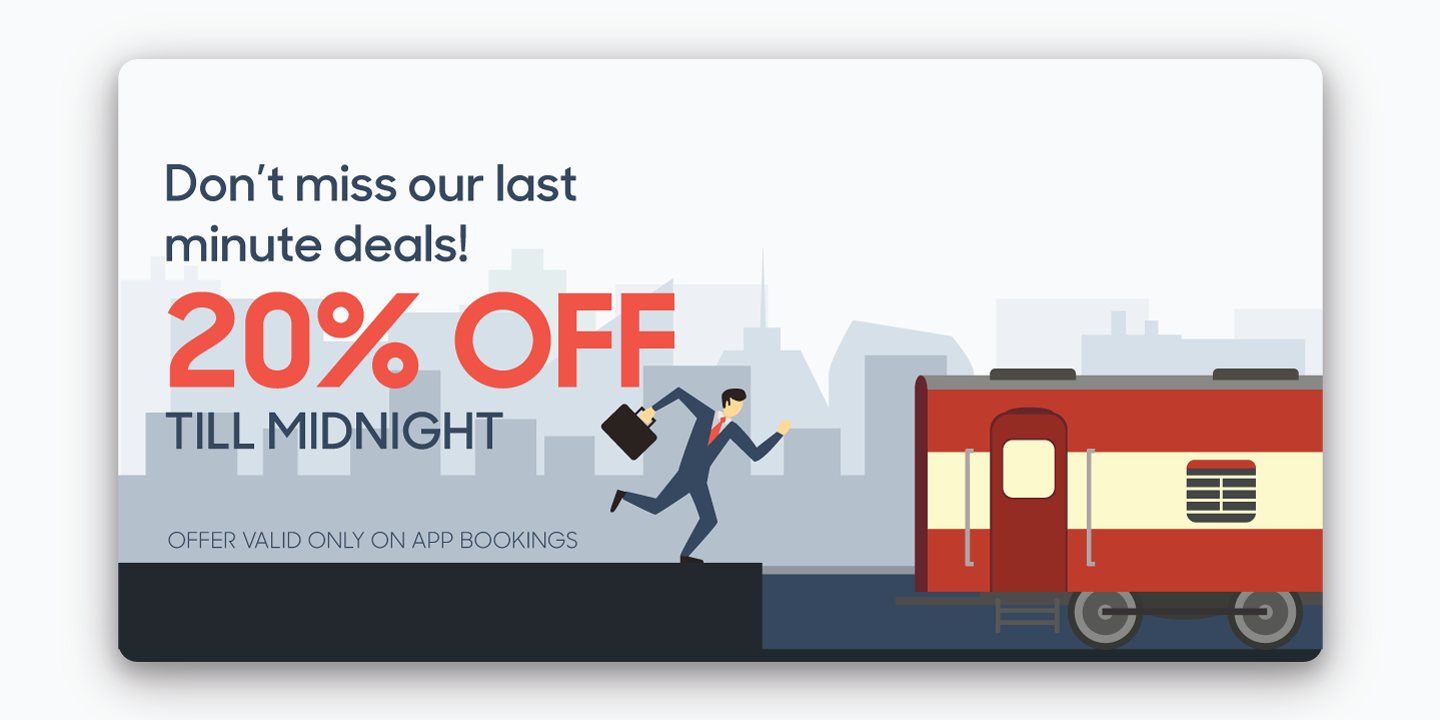 Don’t miss our last
minute deals!
20% OFF
TILL MIDNIGHT
OFFER VALID ONLY ON APP BOOKINGS